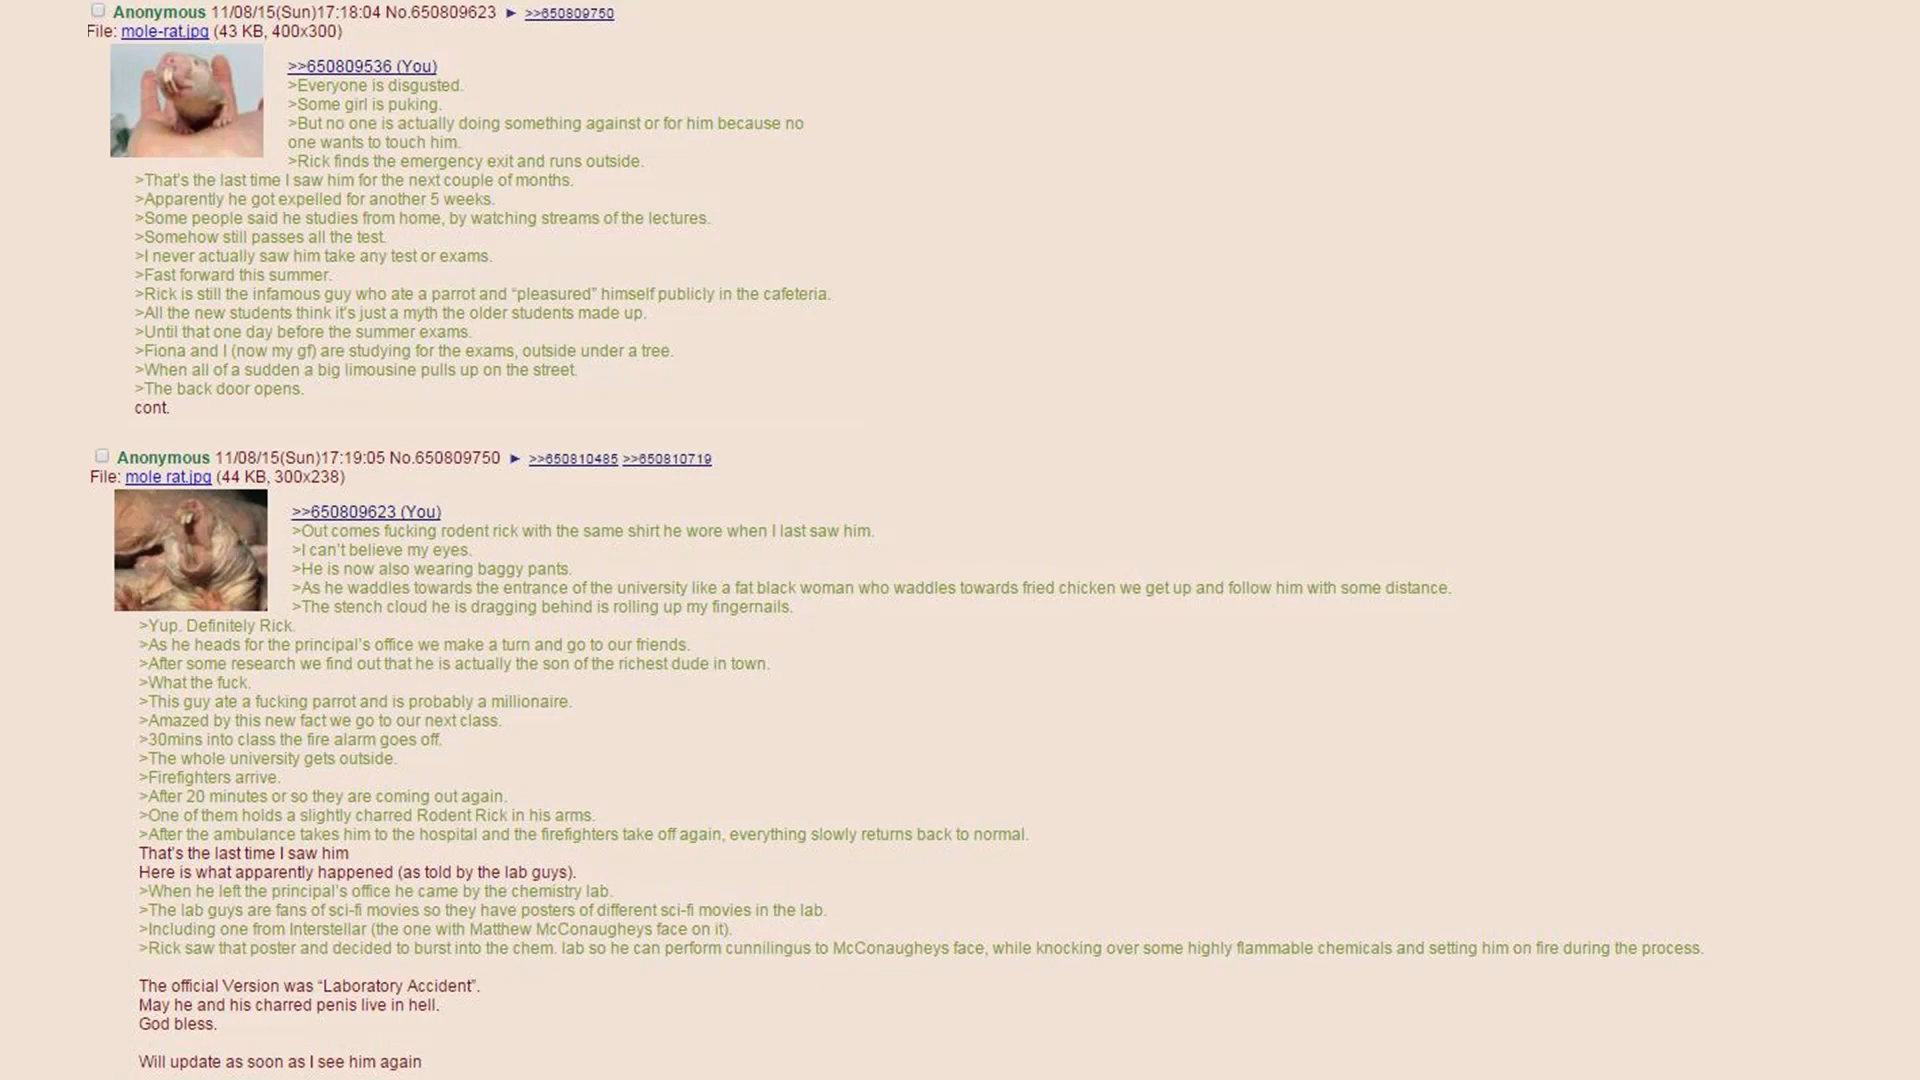 Anonymous 11/08/15(Sun)17:18:04 No.650809623 ► >>650809750
File: mole-rat.jpg (43 KB, 400x300)
>>650809536 (You)
>Everyone is disgusted.
>Some girl is puking.
>But no one is actually doing something against or for him because no
one wants to touch him.
>Rick finds the emergency exit and runs outside.
>That's the last time I saw him for the next couple of months.
>Apparently he got expelled for another 5 weeks.
>Some people said he studies from home, by watching streams of the lectures.
>Somehow still passes all the test.
>I never actually saw him take any test or exams.
>Fast forward this summer.
>Rick is still the infamous guy who ate a parrot and “pleasured” himself publicly in the cafeteria.
>All the new students think it's just a myth the older students made up.
>Until that one day before the summer exams.
>Fiona and I (now my gf) are studying for the exams, outside under a tree.
>When all of a sudden a big limousine pulls up on the street.
>The back door opens.
cont.
Anonymous 11/08/15(Sun)17:19:05 No.650809750 ► >>650810485 >>650810719
File: mole rat.jpg (44 KB, 300x238)
>>650809623 (You)
>Out comes fucking rodent rick with the same shirt he wore when I last saw him.
>I can't believe my eyes.
>He is now also wearing baggy pants.
>As he waddles towards the entrance of the university like a fat black woman who waddles towards fried chicken we get up and follow him with some distance.
>The stench cloud he is dragging behind is rolling up my fingernails.
>Yup. Definitely Rick.
>As he heads for the principal's office we make a turn and go to our friends.
>After some research we find out that he is actually the son of the richest dude in town.
>What the fuck.
>This guy ate a fucking parrot and is probably a millionaire.
>Amazed by this new fact we go to our next class.
>30mins into class the fire alarm goes off.
>The whole university gets outside.
>Firefighters arrive.
>After 20 minutes or so they are coming out again.
>One of them holds a slightly charred Rodent Rick in his arms.
>After the ambulance takes him to the hospital and the firefighters take off again, everything slowly returns back to normal.
That's the last time I saw him
Here is what apparently happened (as told by the lab guys).
>When he left the principal's office he came by the chemistry lab.
>The lab guys are fans of sci-fi movies so they have posters of different sci-fi movies in the lab.
>Including one from Interstellar (the one with Matthew McConaugheys face on it).
>Rick saw that poster and decided to burst into the chem. lab so he can perform cunnilingus to McConaugheys face, while knocking over some highly flammable chemicals and setting him on fire during the process.
The official Version was “Laboratory Accident”.
May he and his charred penis live in hell.
God bless.
Will update as soon as I see him again